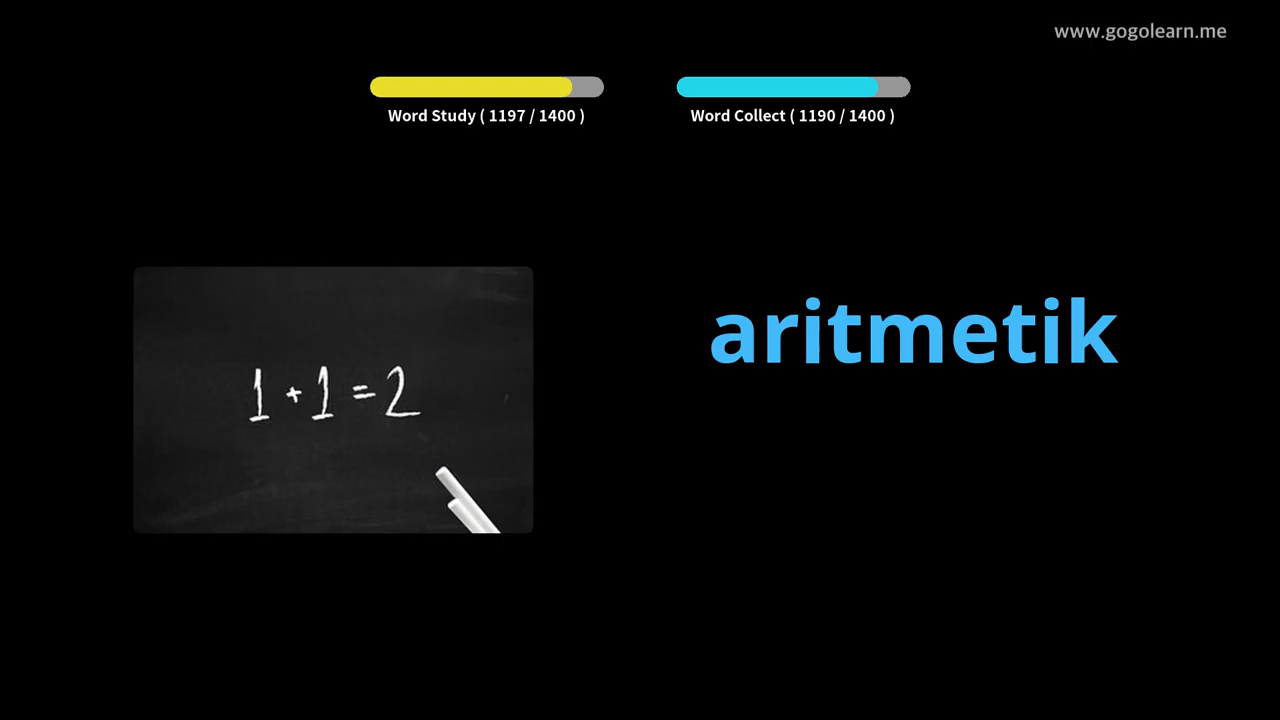 www.gogolearn.me
Word Study ( 1197 / 1400 )
Word Collect ( 1190 / 1400 )
aritmetik
1 + 1 = 2